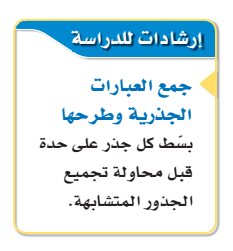 إرشادات للدراسة
جمع العبارات
الجذرية وطرحها
بسّط كل جذر على حدة
قبل محاولة تجميع
الجذور المتشابهة.